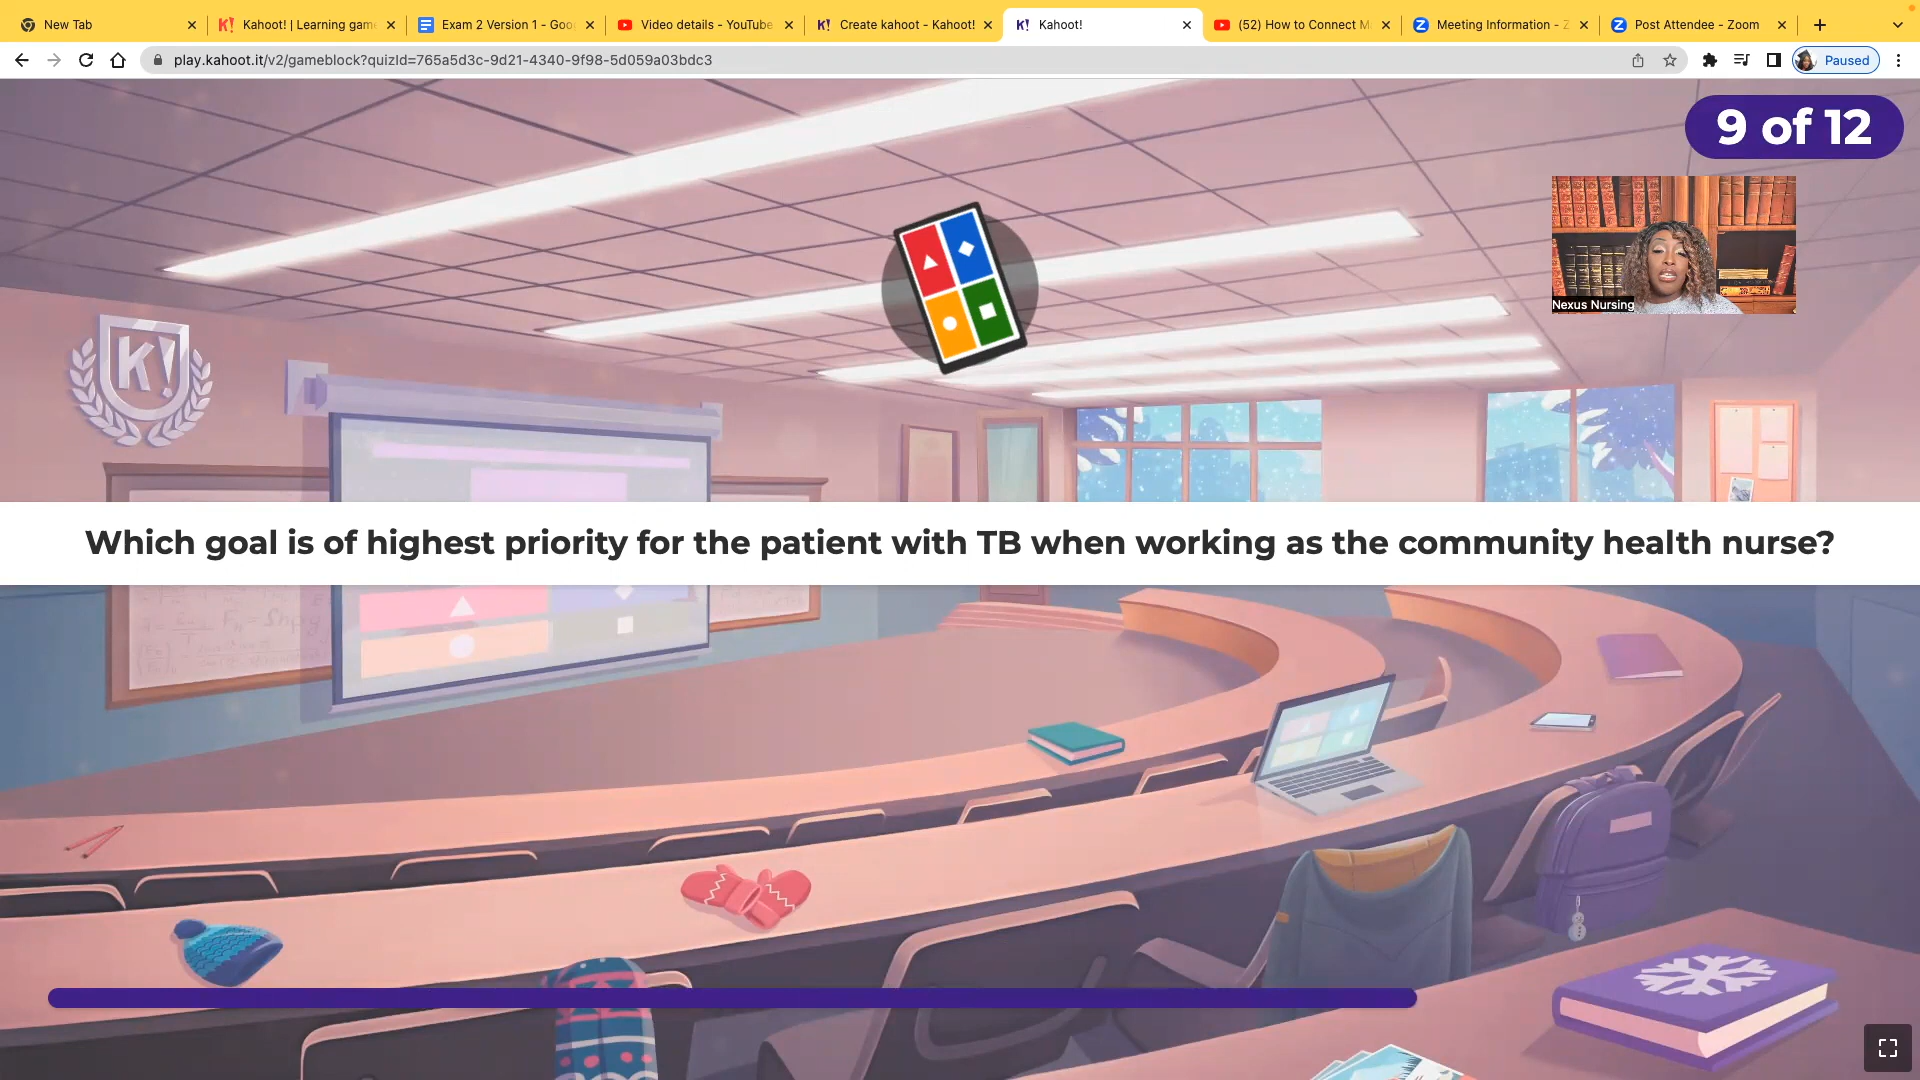 New Tab
Kahoot! | Learning gam
Exam 2 Version 1 - Goo
Video details - YouTube
Create kahoot - Kahoot!
Kahoot!
(52) How to Connect M
Meeting Information - Z
Post Attendee - Zoom
play.kahoot.it/v2/gameblock?quizId=765a5d3c-9d21-4340-9f98-5d059a03bdc3
Paused
9 of 12
Nexus Nursing
K!
Which goal is of highest priority for the patient with TB when working as the community health nurse?